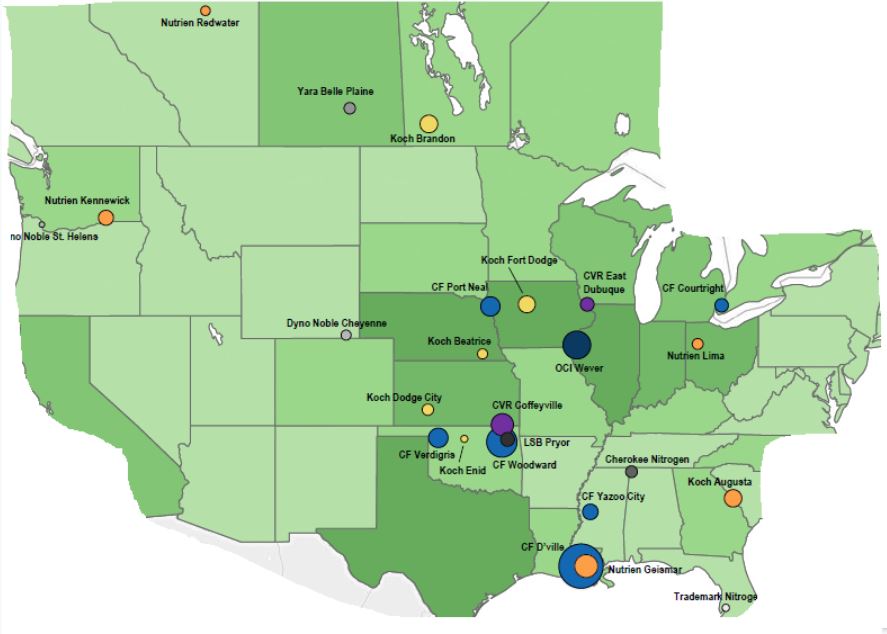 Nutrien Redwater
Yara Belle Plaine
Koch Brandon
Nutrien Kennewick
no Noble St. Helens
Koch Fort Dodge
CVR East
Dubuque
CF Port Neal
CF Courtright
Dyno Noble Cheyenne
Koch Beatrice
Nutrien Lima
OCI Wever
Koch Dodge City
CVR Coffeyville
LSB Pryor
CF Verdigris
CF Woodward
Koch Enid
Cherokee Nitrogen
Koch Augusta
CF Yazoo City
CF D'ville
Nutrien Geismar
Trademark Nitroge